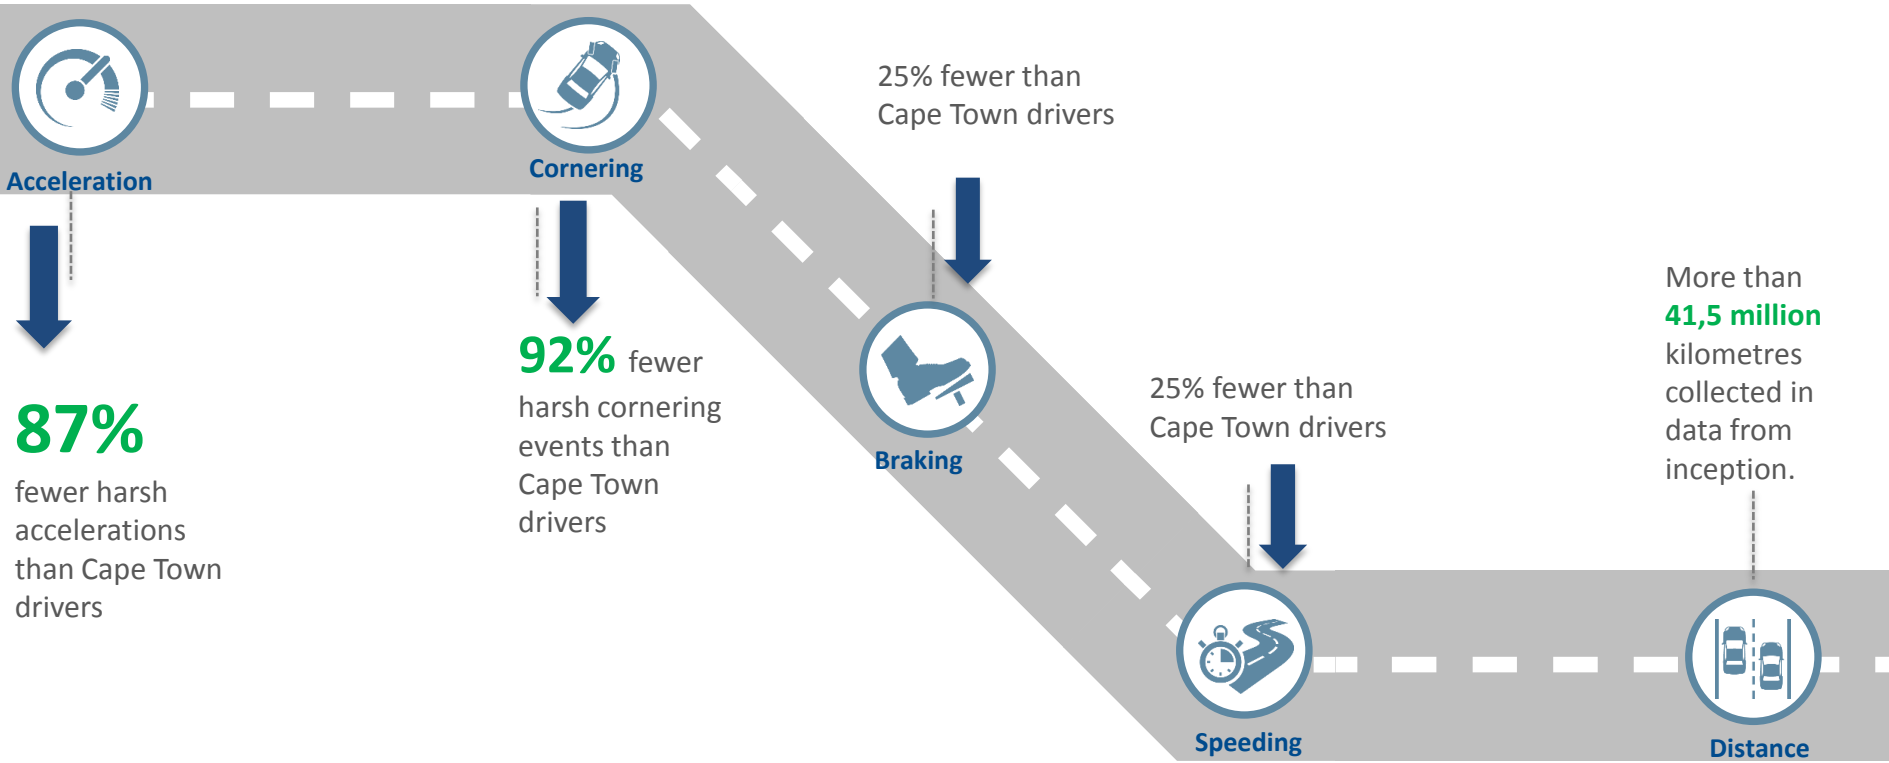 Acceleration
87%
fewer harsh
accelerations
than Cape Town
drivers
Cornering
92% fewer
harsh cornering
events than
Cape Town
drivers
25% fewer than
Cape Town drivers
Braking
25% fewer than
Cape Town drivers
Speeding
More than
41,5 million
kilometres
collected in
data from
inception.
Distance